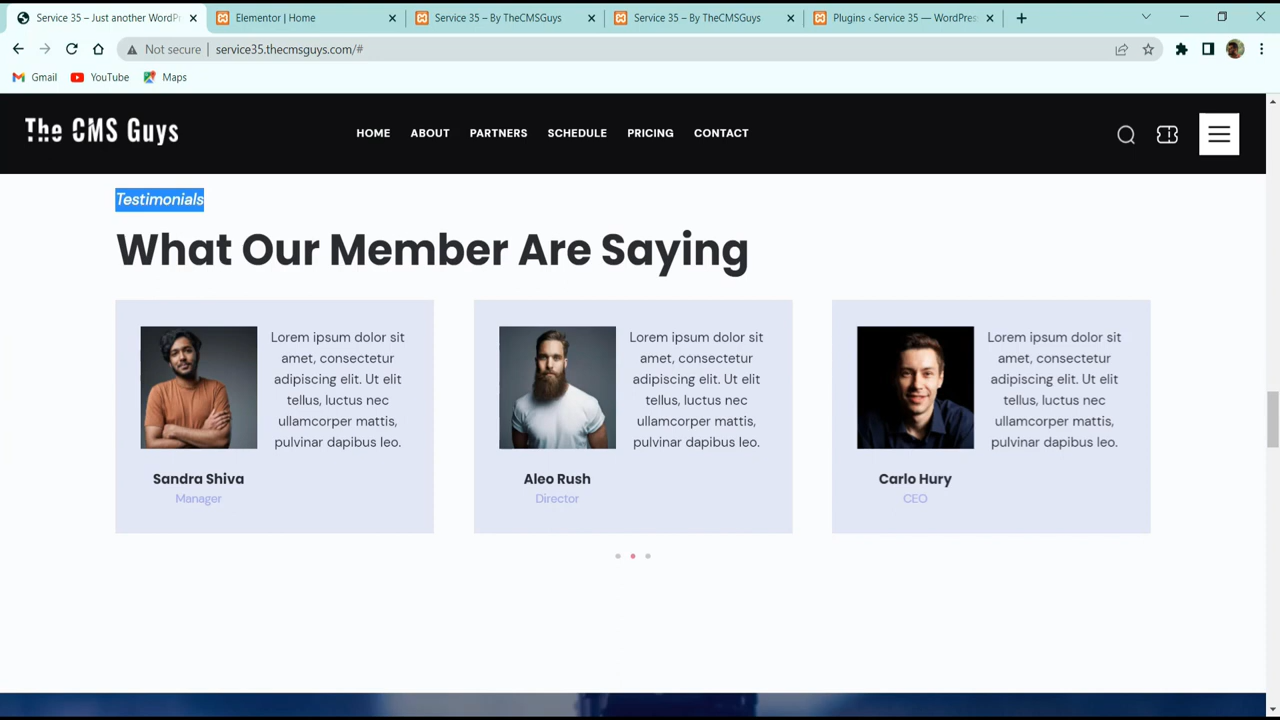 Service 35 – Just another WordPr
Elementor | Home
Service 35 – By TheCMSGuys
Service 35 – By TheCMSGuys
Plugins ‹ Service 35 — WordPres
Not secure
service35.thecmsguys.com/#
Gmail
YouTube
Maps
The CMS Guys
HOME
ABOUT
PARTNERS
SCHEDULE
PRICING
CONTACT
Testimonials
What Our Member Are Saying
Lorem ipsum dolor sit
amet, consectetur
adipiscing elit. Ut elit
tellus, luctus nec
ullamcorper mattis,
pulvinar dapibus leo.
Sandra Shiva
Manager
Lorem ipsum dolor sit
amet, consectetur
adipiscing elit. Ut elit
tellus, luctus nec
ullamcorper mattis,
pulvinar dapibus leo.
Aleo Rush
Director
Lorem ipsum dolor sit
amet, consectetur
adipiscing elit. Ut elit
tellus, luctus nec
ullamcorper mattis,
pulvinar dapibus leo.
Carlo Hury
CEO